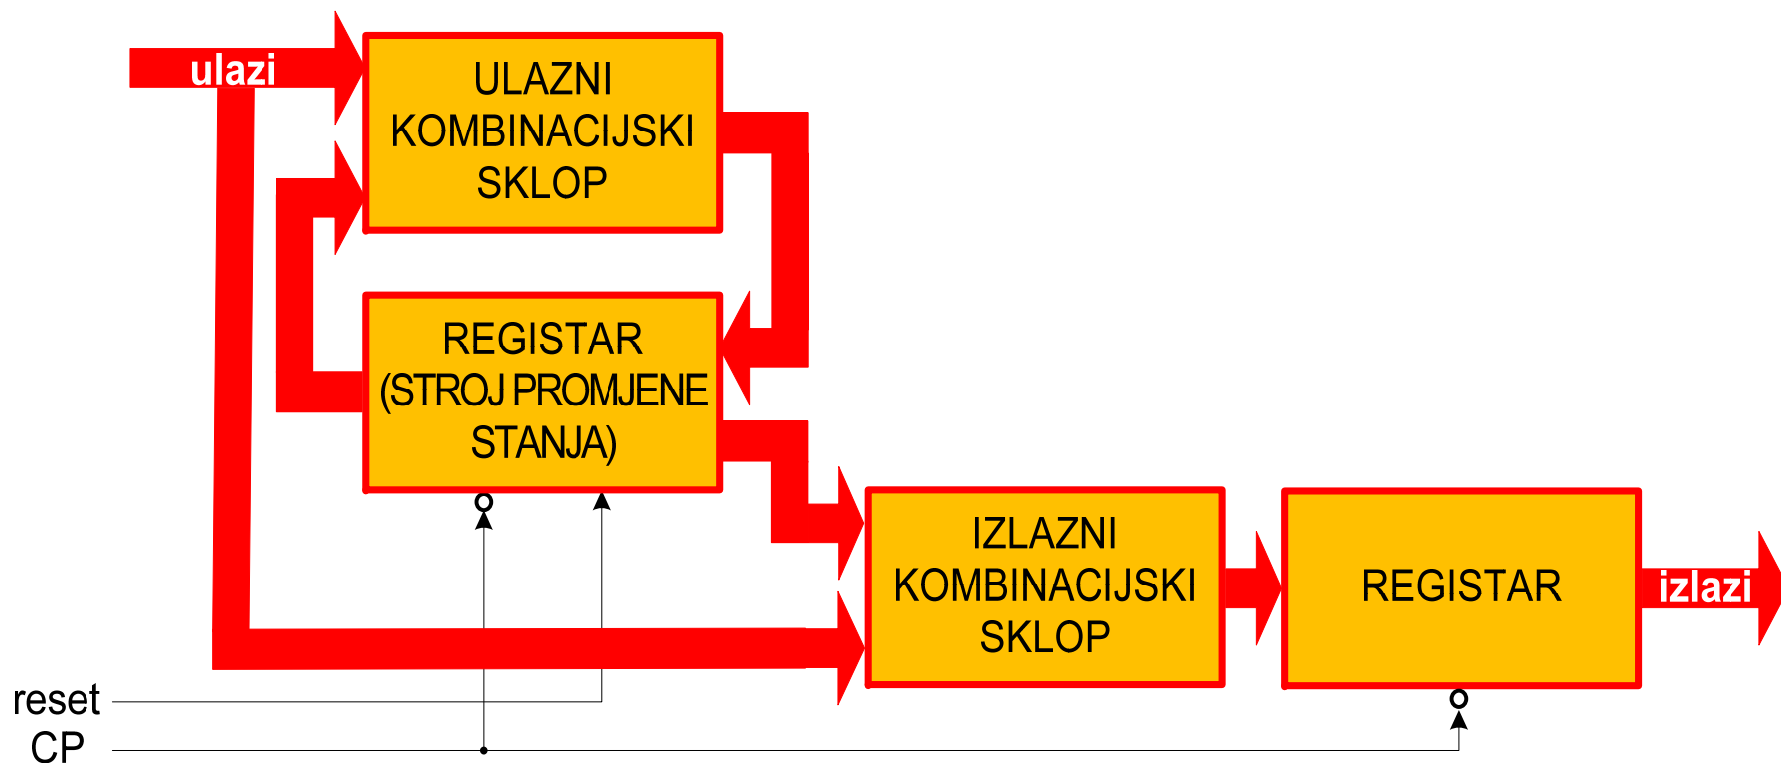 ulazi
ULAZNI
KOMBINACIJSKI
SKLOP
REGISTAR
(STROJ PROMJENE
STANJA)
IZLAZNI
KOMBINACIJSKI
SKLOP
REGISTAR
izlazi
reset
CP